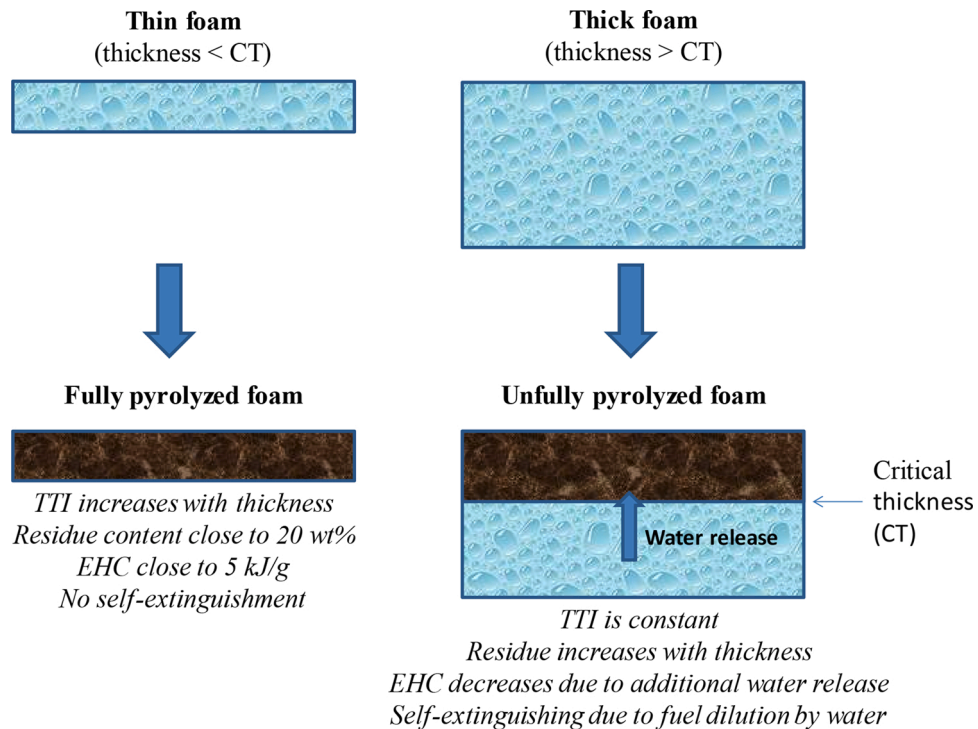 Thin foam
(thickness < CT)
Thick foam
(thickness > CT)
Fully pyrolyzed foam
TTI increases with thickness
Residue content close to 20 wt%
EHC close to 5 kJ/g
No self-extinguishment
Unfully pyrolyzed foam
Water release
Critical
thickness
(CT)
TTI is constant
Residue increases with thickness
EHC decreases due to additional water release
Self-extinguishing due to fuel dilution by water